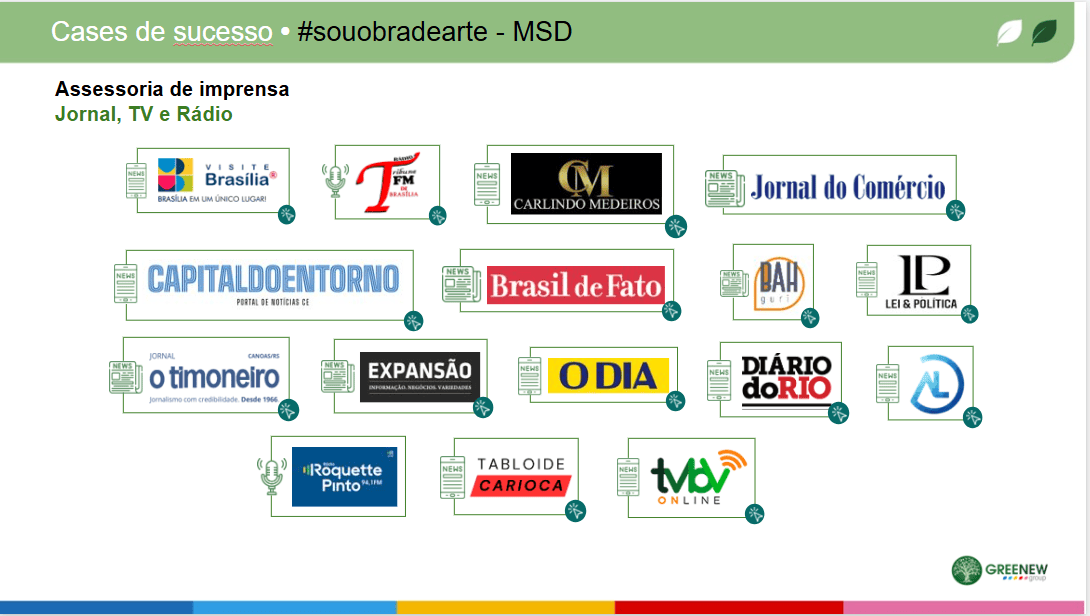 Cases de sucesso • #souobradearte - MSD
Assessoria de imprensa
Jornal, TV e Rádio
NEWS
VISITE
Brasília®
BRASÍLIA EM UM ÚNICO LUGAR!
RÁDIO
Tribuna
FM
DE
BRASÍLIA
NEWS
CM
CARLINDO MEDEIROS
NEWS
Jornal do Comércio
NEWS
CAPITALDOENTORNO
PORTAL DE NOTÍCIAS CE
NEWS
Brasil de Fato
NEWS
BAH
guri
NEWS
LP
LEI & POLÍTICA
NEWS
JORNAL CANOAS/RS
o timoneiro
Jornalismo com credibilidade. Desde 1966.
NEWS
EXPANSÃO
INFORMAÇÃO, NEGÓCIOS, VARIEDADES
NEWS
O DIA
NEWS
DIÁRIO
doRIO
NEWS
AL
Roquette
Pinto 94,1FM
NEWS
TABLOIDE
CARIOCA
NEWS
tvbv
ONLINE
GREENEW
group